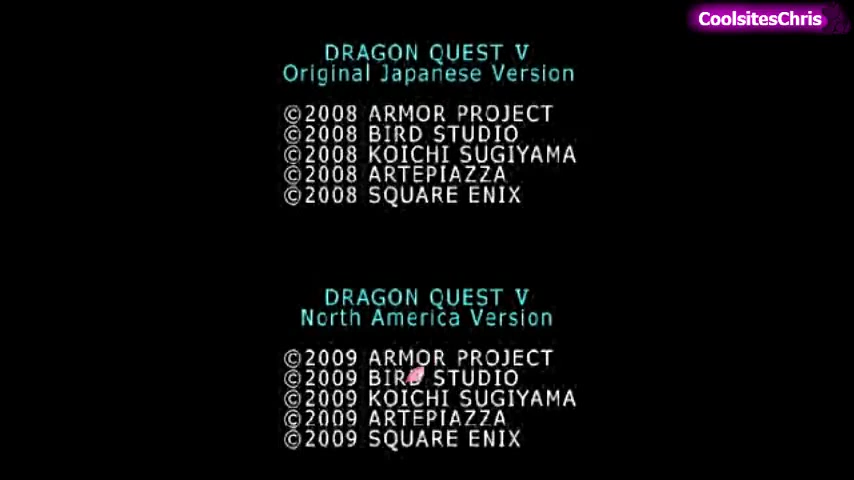 CoolsitesChris
DRAGON QUEST V
Original Japanese Version
©2008 ARMOR PROJECT
©2008 BIRD STUDIO
©2008 KOICHI SUGIYAMA
©2008 ARTEPIAZZA
©2008 SQUARE ENIX
DRAGON QUEST V
North America Version
©2009 ARMOR PROJECT
©2009 BIRD STUDIO
©2009 KOICHI SUGIYAMA
©2009 ARTEPIAZZA
©2009 SQUARE ENIX